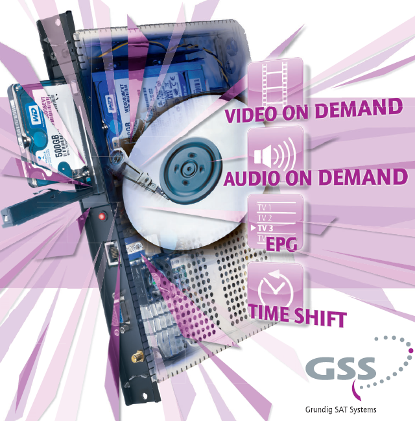 VIDEO ON DEMAND
WD
500GB
AUDIO ON DEMAND
TV 1
TV 2
TV 3
EPG
TIME SHIFT
GSS
Grundig SAT Systems